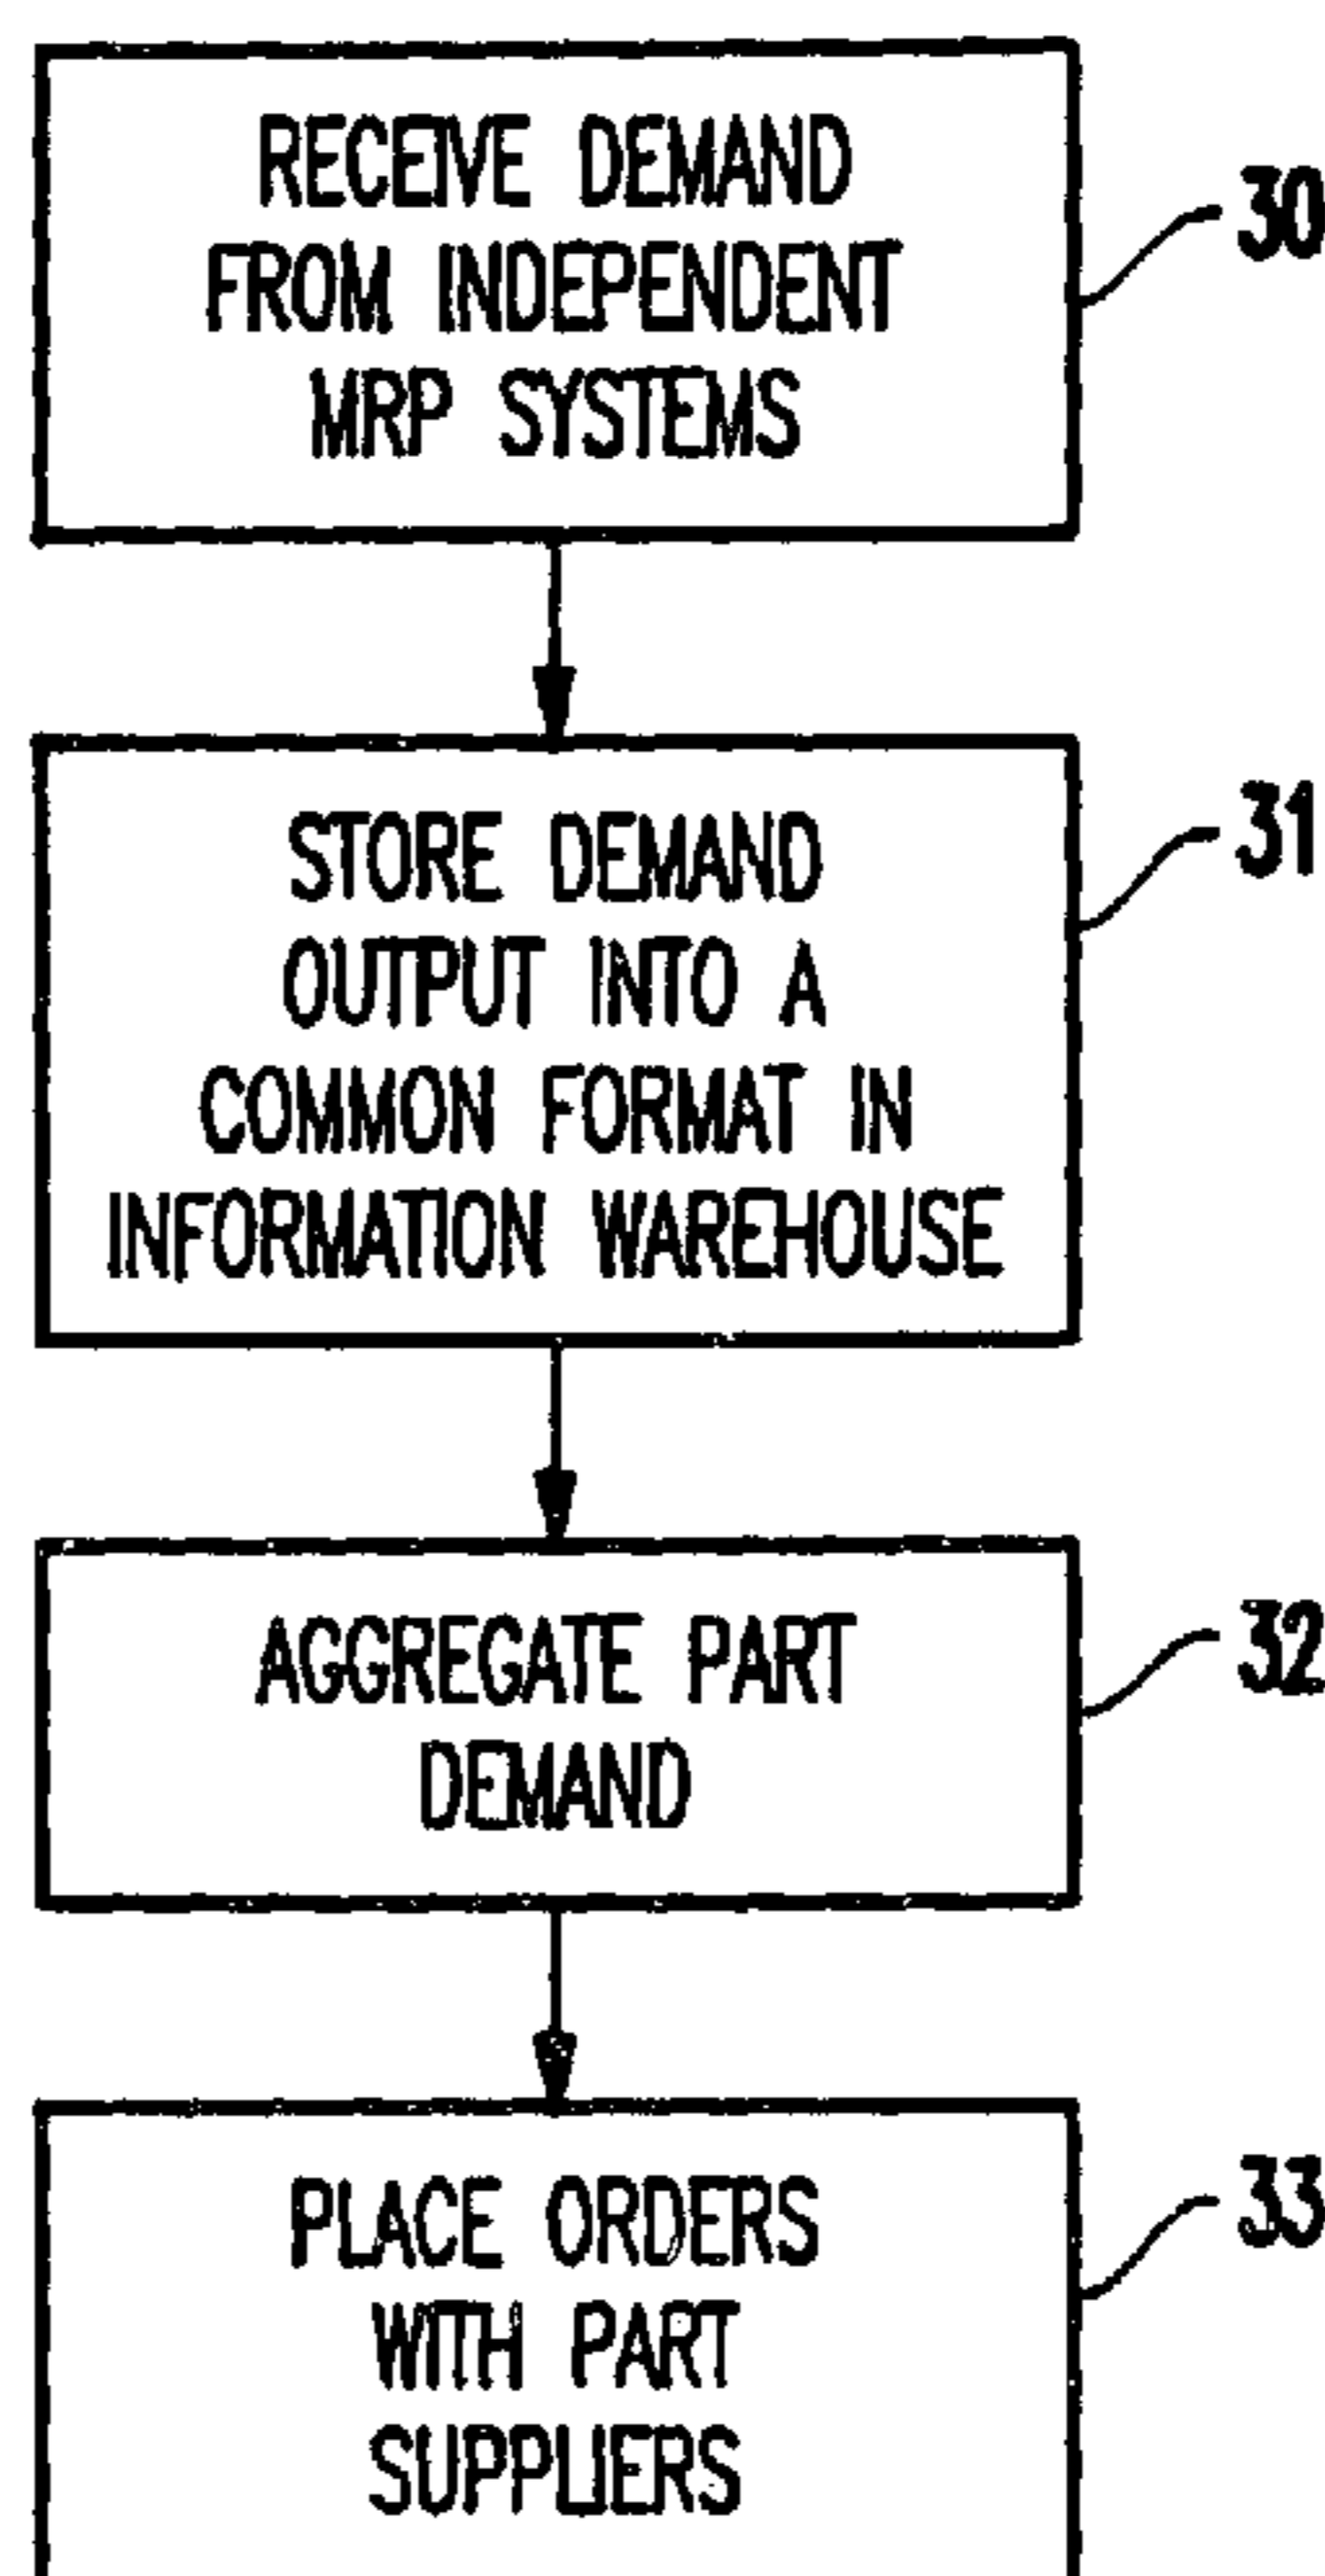 RECEIVE DEMAND
FROM INDEPENDENT
MRP SYSTEMS
30
STORE DEMAND
OUTPUT INTO A
COMMON FORMAT IN
INFORMATION WAREHOUSE
31
AGGREGATE PART
DEMAND
32
PLACE ORDERS
WITH PART
SUPPLIERS
33